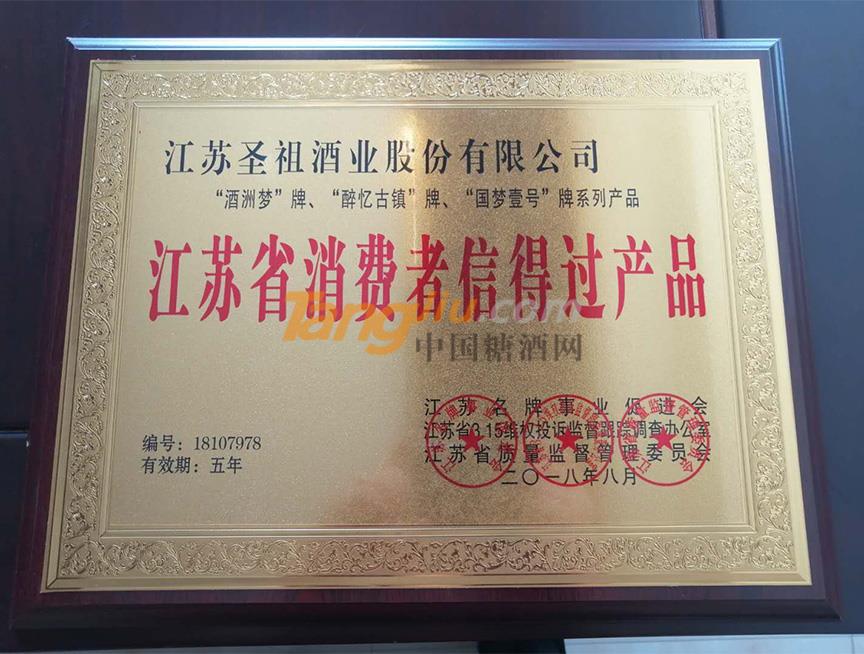 江苏圣祖酒业股份有限公司
“酒洲梦”牌、“醉忆古镇”牌、“国梦壹号”牌系列产品
江苏省消费者信得过产品
Tangjiu.com
中国糖酒网
江苏名牌事业促进会
江苏省3.15维权投诉监督跟踪调查办公室
江苏省质量监督管理委员会
二〇一八年八月
编号：18107978
有效期：五年